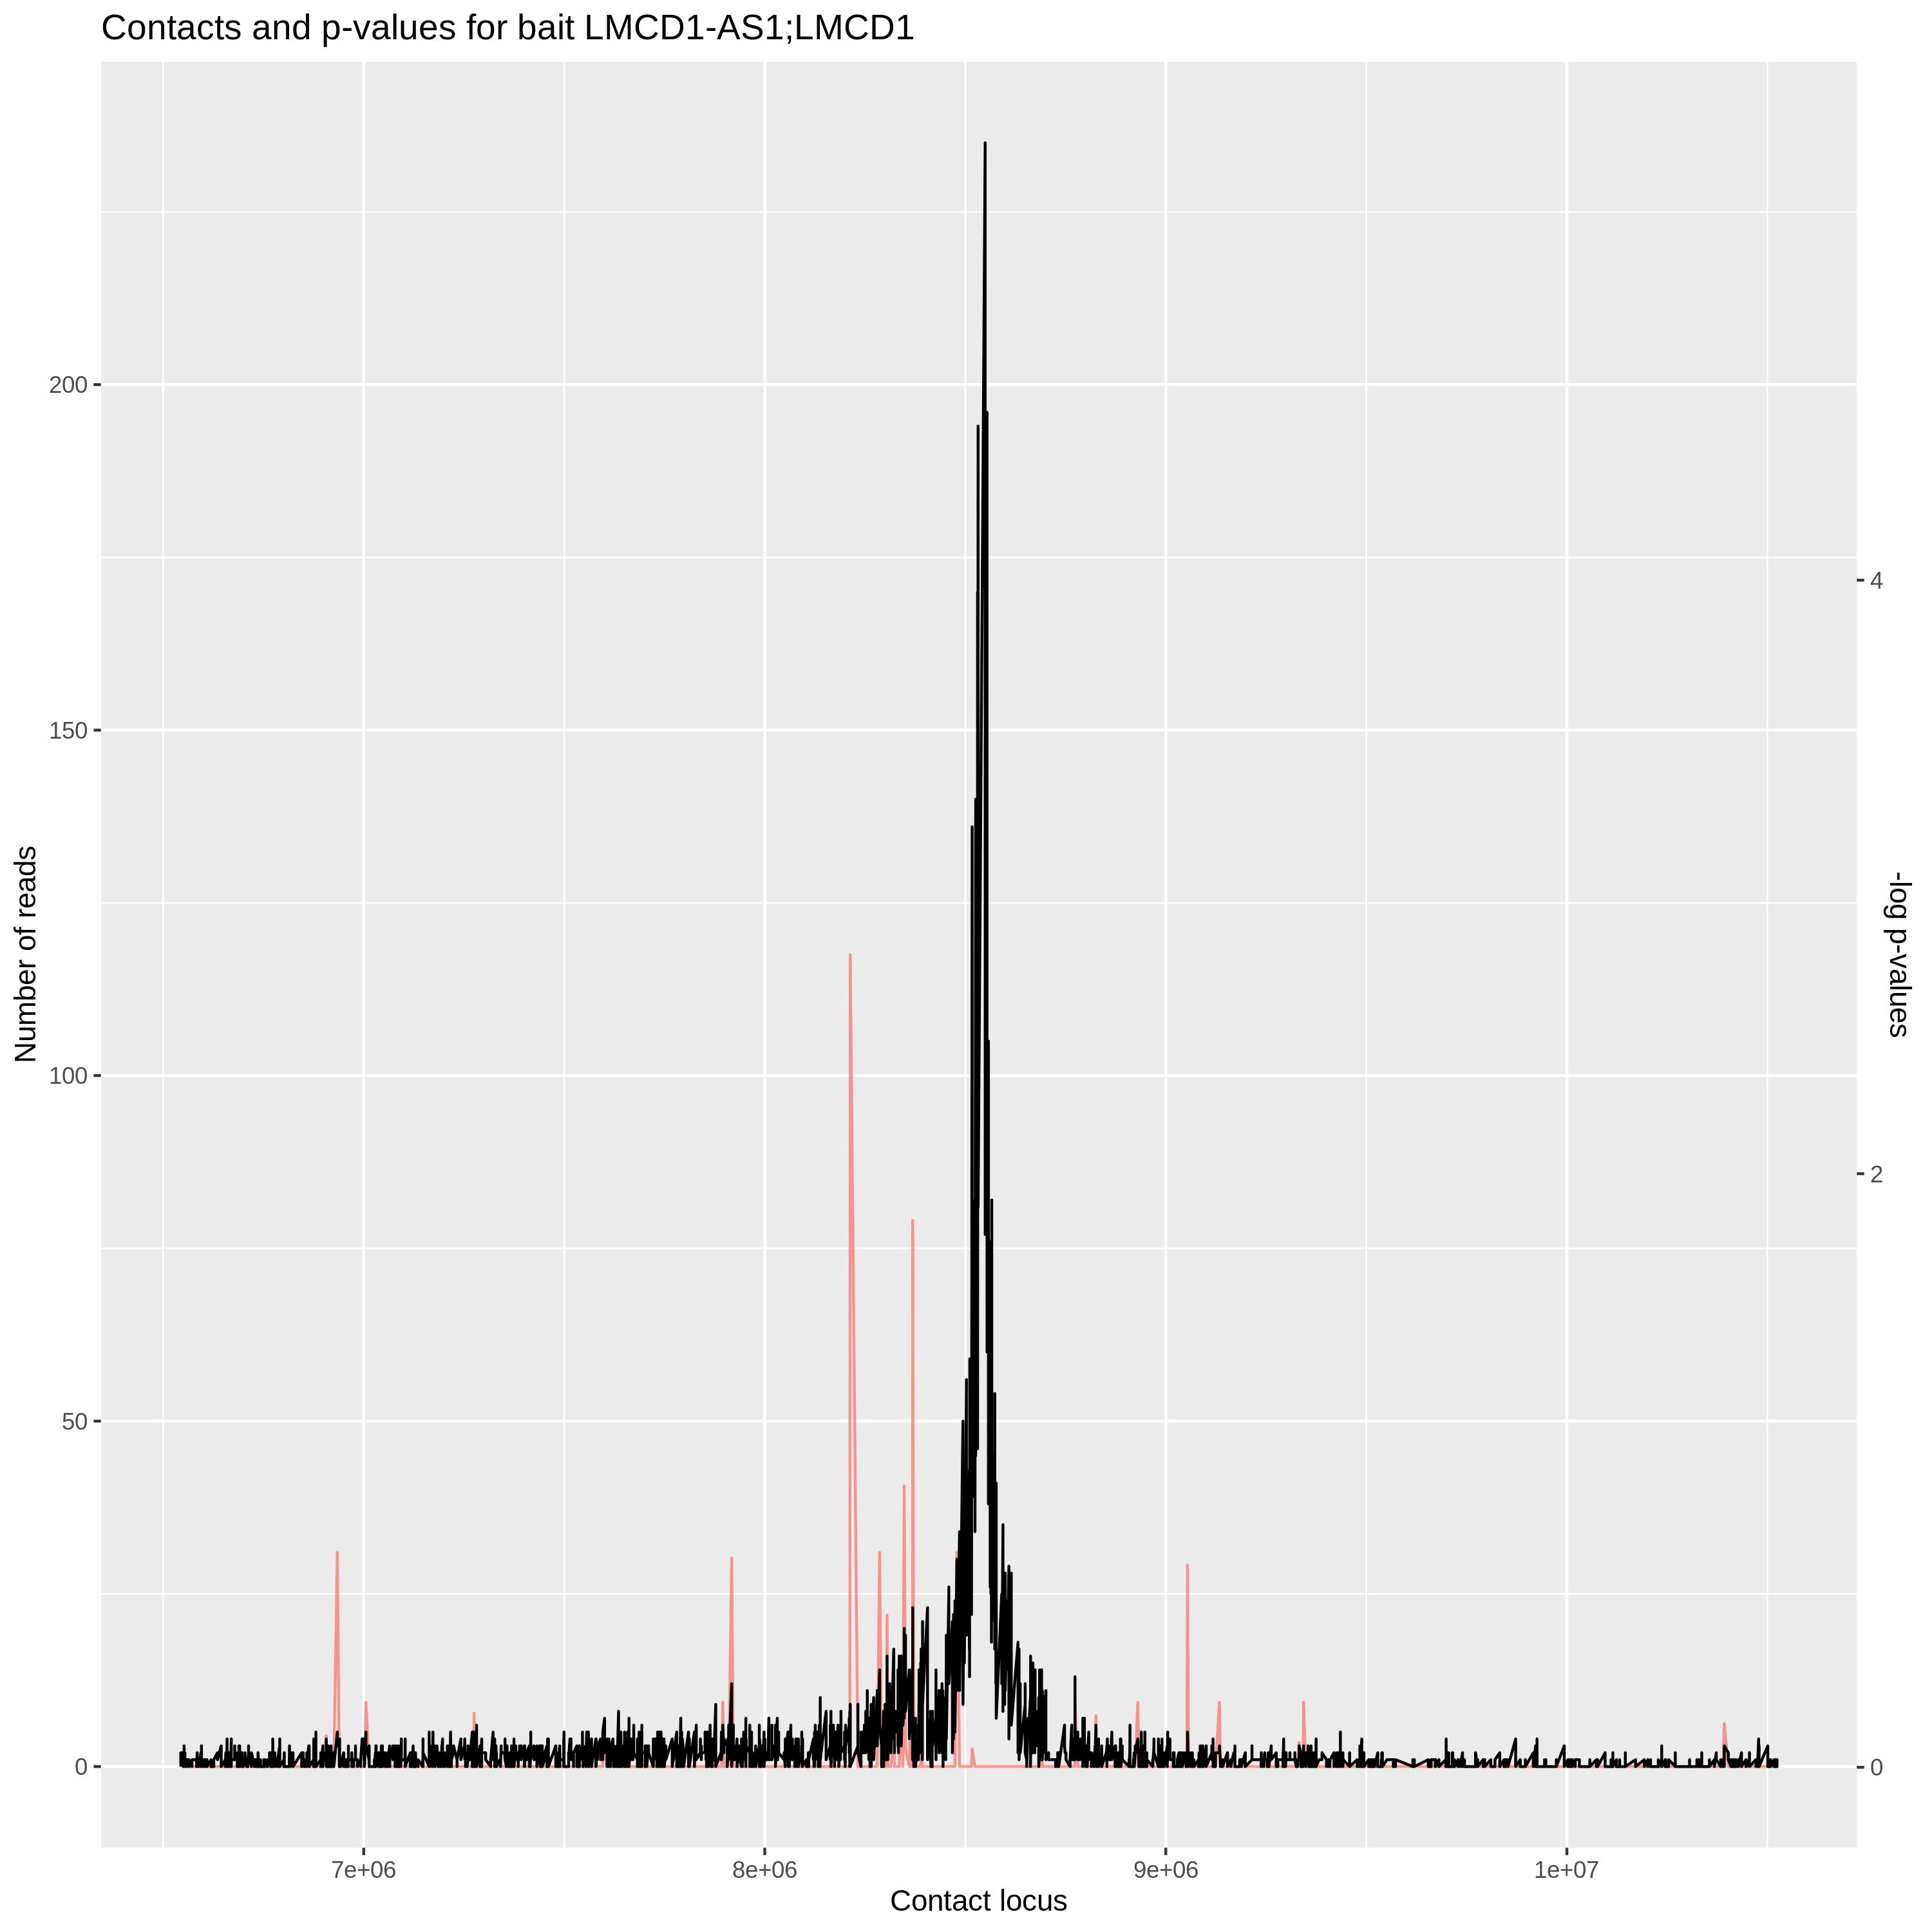 Contacts and p-values for bait LMCD1-AS1;LMCD1
200
150
100
50
0
Number of reads
4
2
0
-log p-values
7e+06
8e+06
9e+06
1e+07
Contact locus